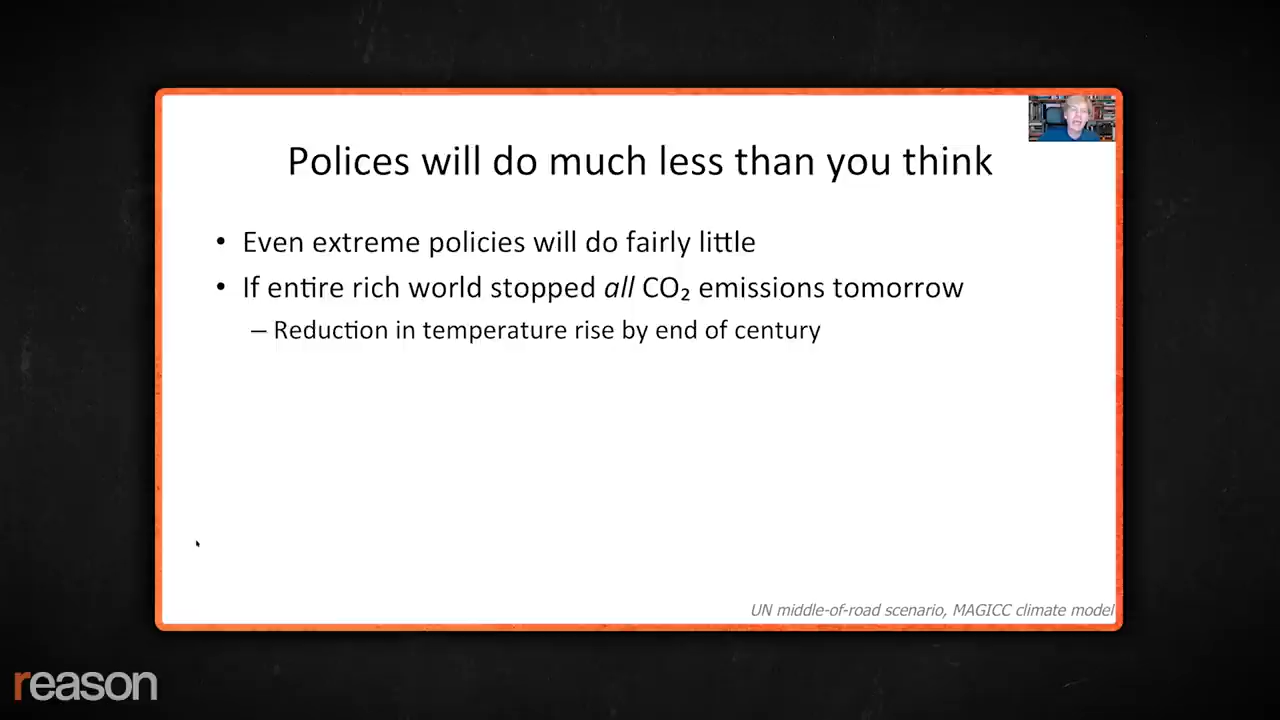 Polices will do much less than you think
• Even extreme policies will do fairly little
• If entire rich world stopped all CO₂ emissions tomorrow
– Reduction in temperature rise by end of century
UN middle-of-road scenario, MAGICC climate model
reason